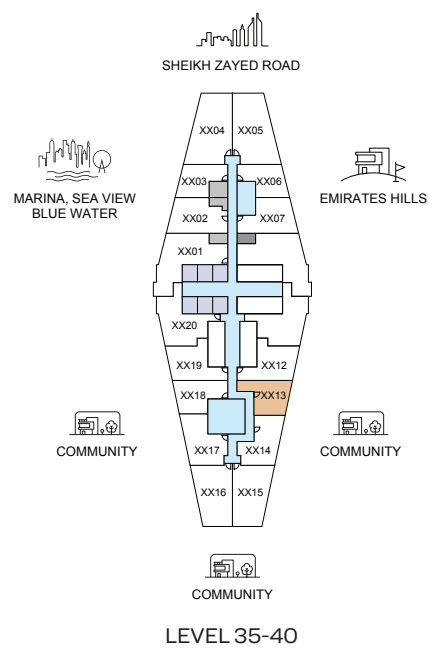 SHEIKH ZAYED ROAD
XX04 XX05
MARINA, SEA VIEW
BLUE WATER
XX03 XX06
EMIRATES HILLS
XX02 XX07
XX01
XX20
XX19 XX12
XX18 XX13
COMMUNITY
XX17 XX14
COMMUNITY
XX16 XX15
COMMUNITY
LEVEL 35-40